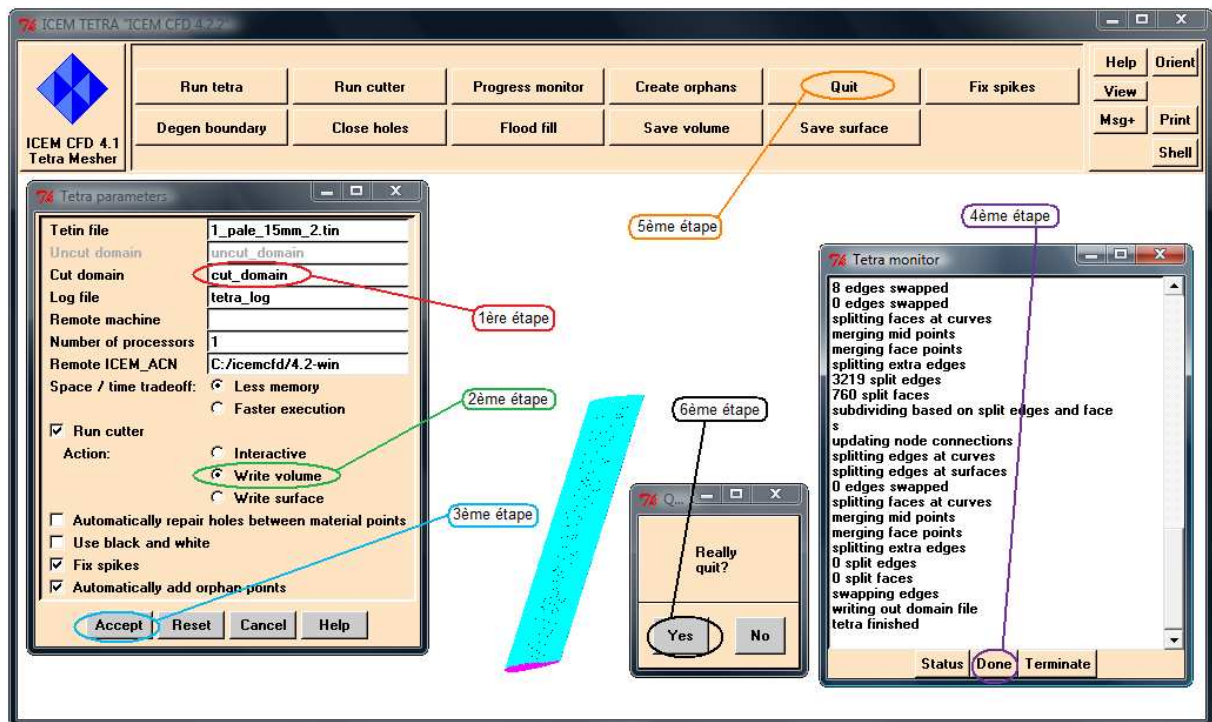 ICEM TETRA "ICEM CFD 4.2.2"
Run tetra
Run cutter
Progress monitor
Create orphans
Quit
Fix spikes
Help
Orient
View
Degen boundary
Close holes
Flood fill
Save volume
Save surface
Msg+
Print
Shell
ICEM CFD 4.1
Tetra Mesher
Tetra parameters
Tetin file 1_pale_15mm_2.tin
Uncut domain uncut_domain
Cut domain cut_domain
Log file tetra_log
Remote machine
Number of processors 1
Remote ICEM_ACN C:/icemcfd/4.2-win
Space / time tradeoff: Less memory
Faster execution
Run cutter
Action: Interactive
Write volume
Write surface
Automatically repair holes between material points
Use black and white
Fix spikes
Automatically add orphan points
Accept Reset Cancel Help
1ère étape
2ème étape
3ème étape
5ème étape
4ème étape
6ème étape
Q...
Really
quit?
Yes No
Tetra monitor
8 edges swapped
0 edges swapped
splitting faces at curves
merging mid points
merging face points
splitting extra edges
3219 split edges
760 split faces
subdividing based on split edges and face
s
updating node connections
splitting edges at curves
splitting edges at surfaces
0 edges swapped
splitting faces at curves
merging mid points
merging face points
splitting extra edges
0 split edges
0 split faces
swapping edges
writing out domain file
tetra finished
Status Done Terminate